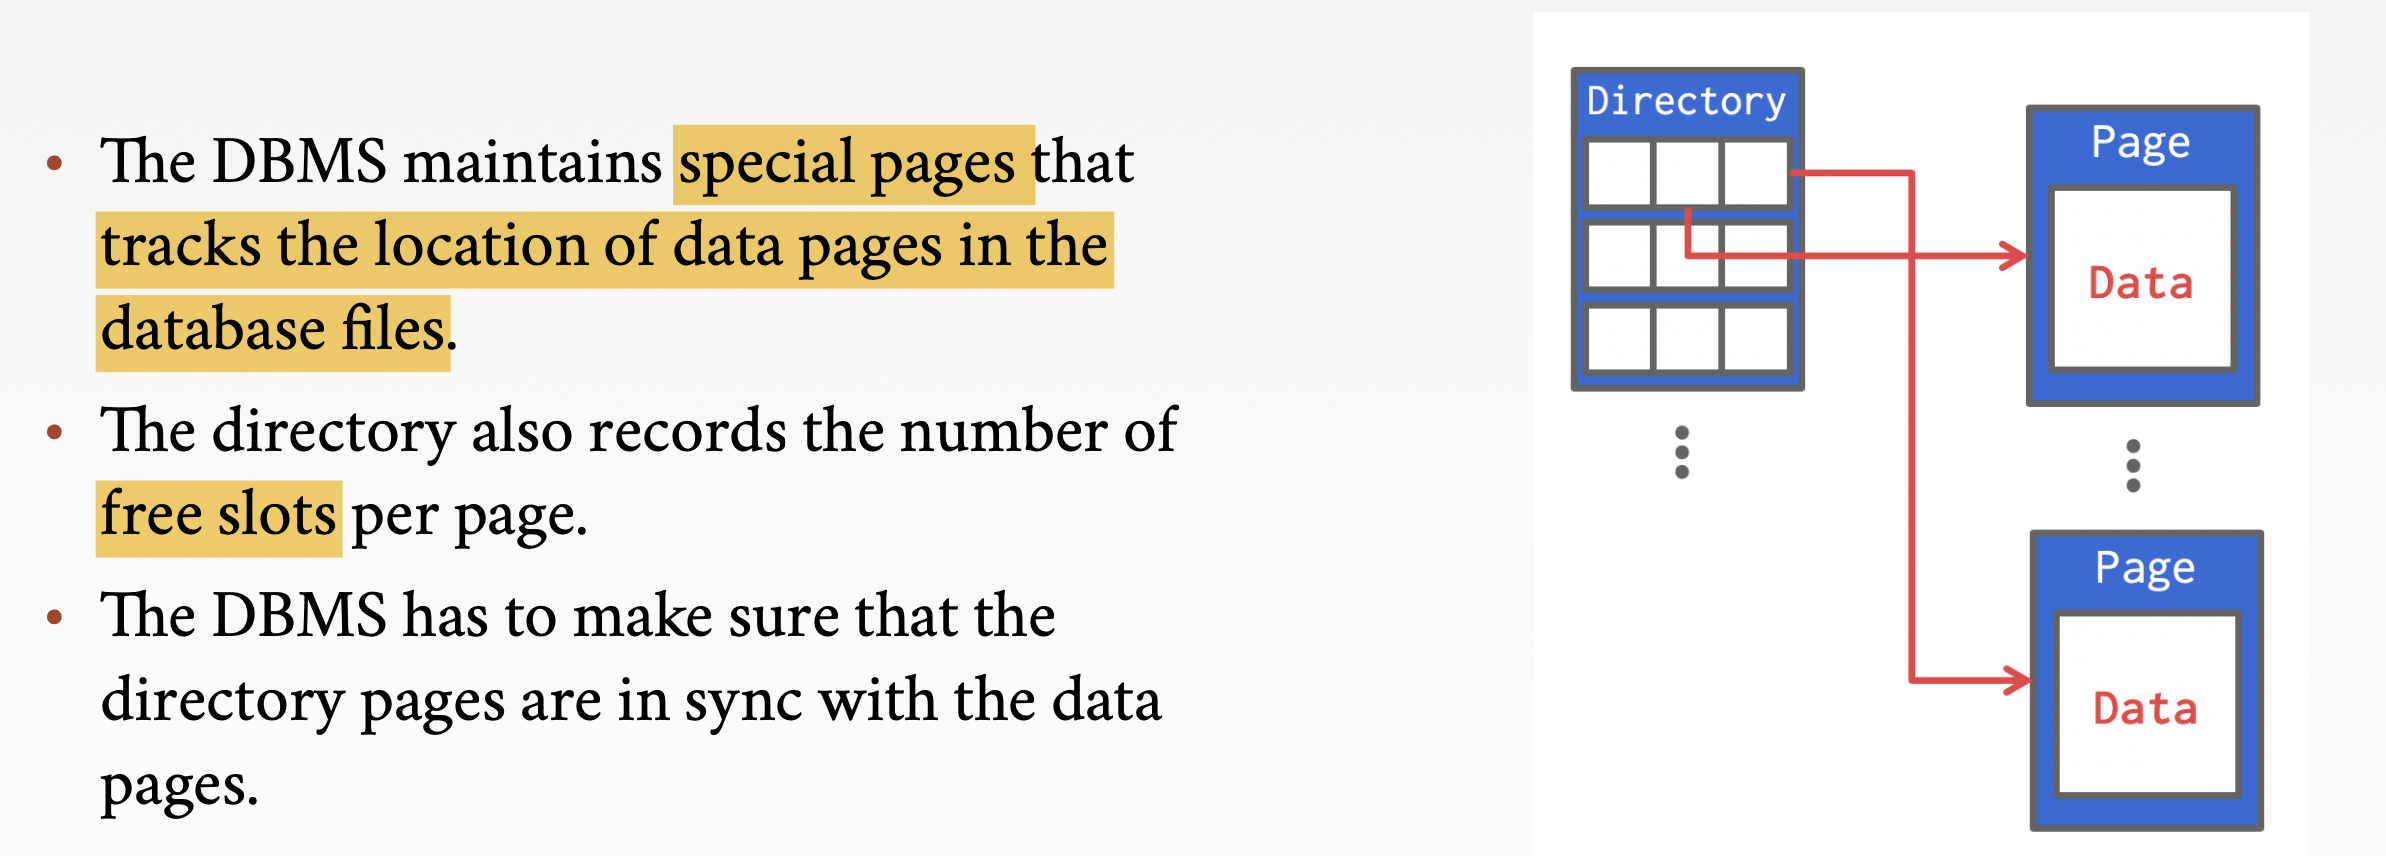 • The DBMS maintains special pages that
tracks the location of data pages in the
database files.
• The directory also records the number of
free slots per page.
• The DBMS has to make sure that the
directory pages are in sync with the data
pages.
Directory
Page
Data
Page
Data